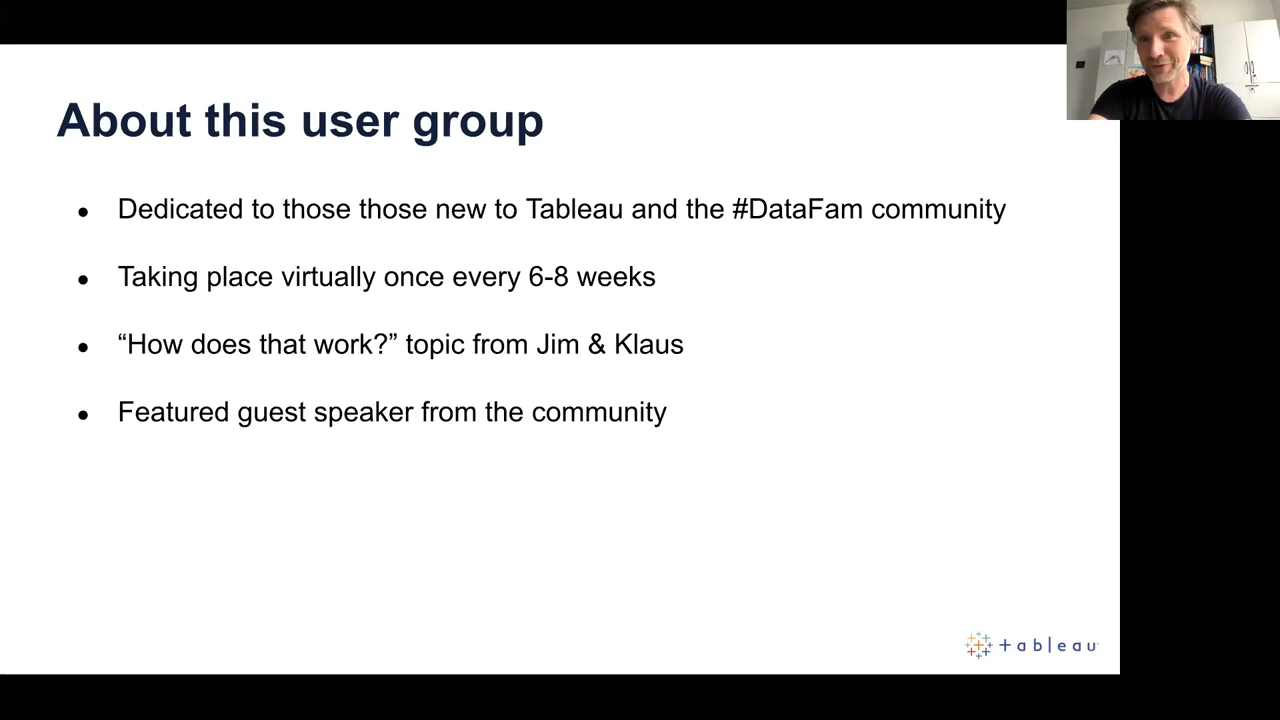 About this user group
● Dedicated to those those new to Tableau and the #DataFam community
● Taking place virtually once every 6-8 weeks
● “How does that work?” topic from Jim & Klaus
● Featured guest speaker from the community
+ableau